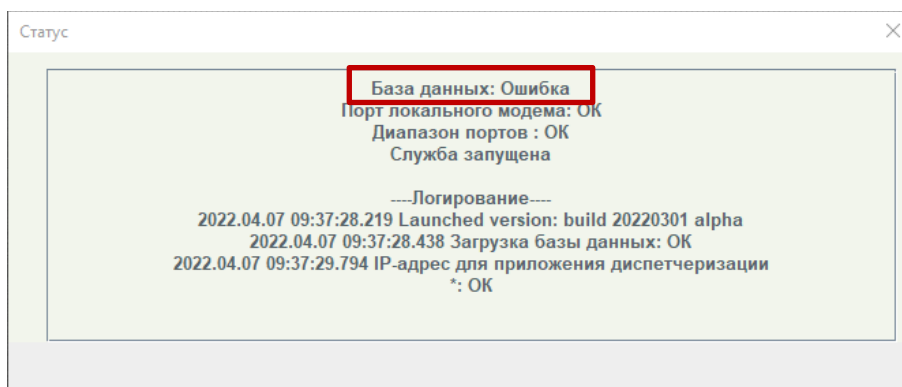 Статус
База данных: Ошибка
Порт локального модема: ОК
Диапазон портов : ОК
Служба запущена
----Логирование----
2022.04.07 09:37:28.219 Launched version: build 20220301 alpha
2022.04.07 09:37:28.438 Загрузка базы данных: ОК
2022.04.07 09:37:29.794 IP-адрес для приложения диспетчеризации
*: ОК